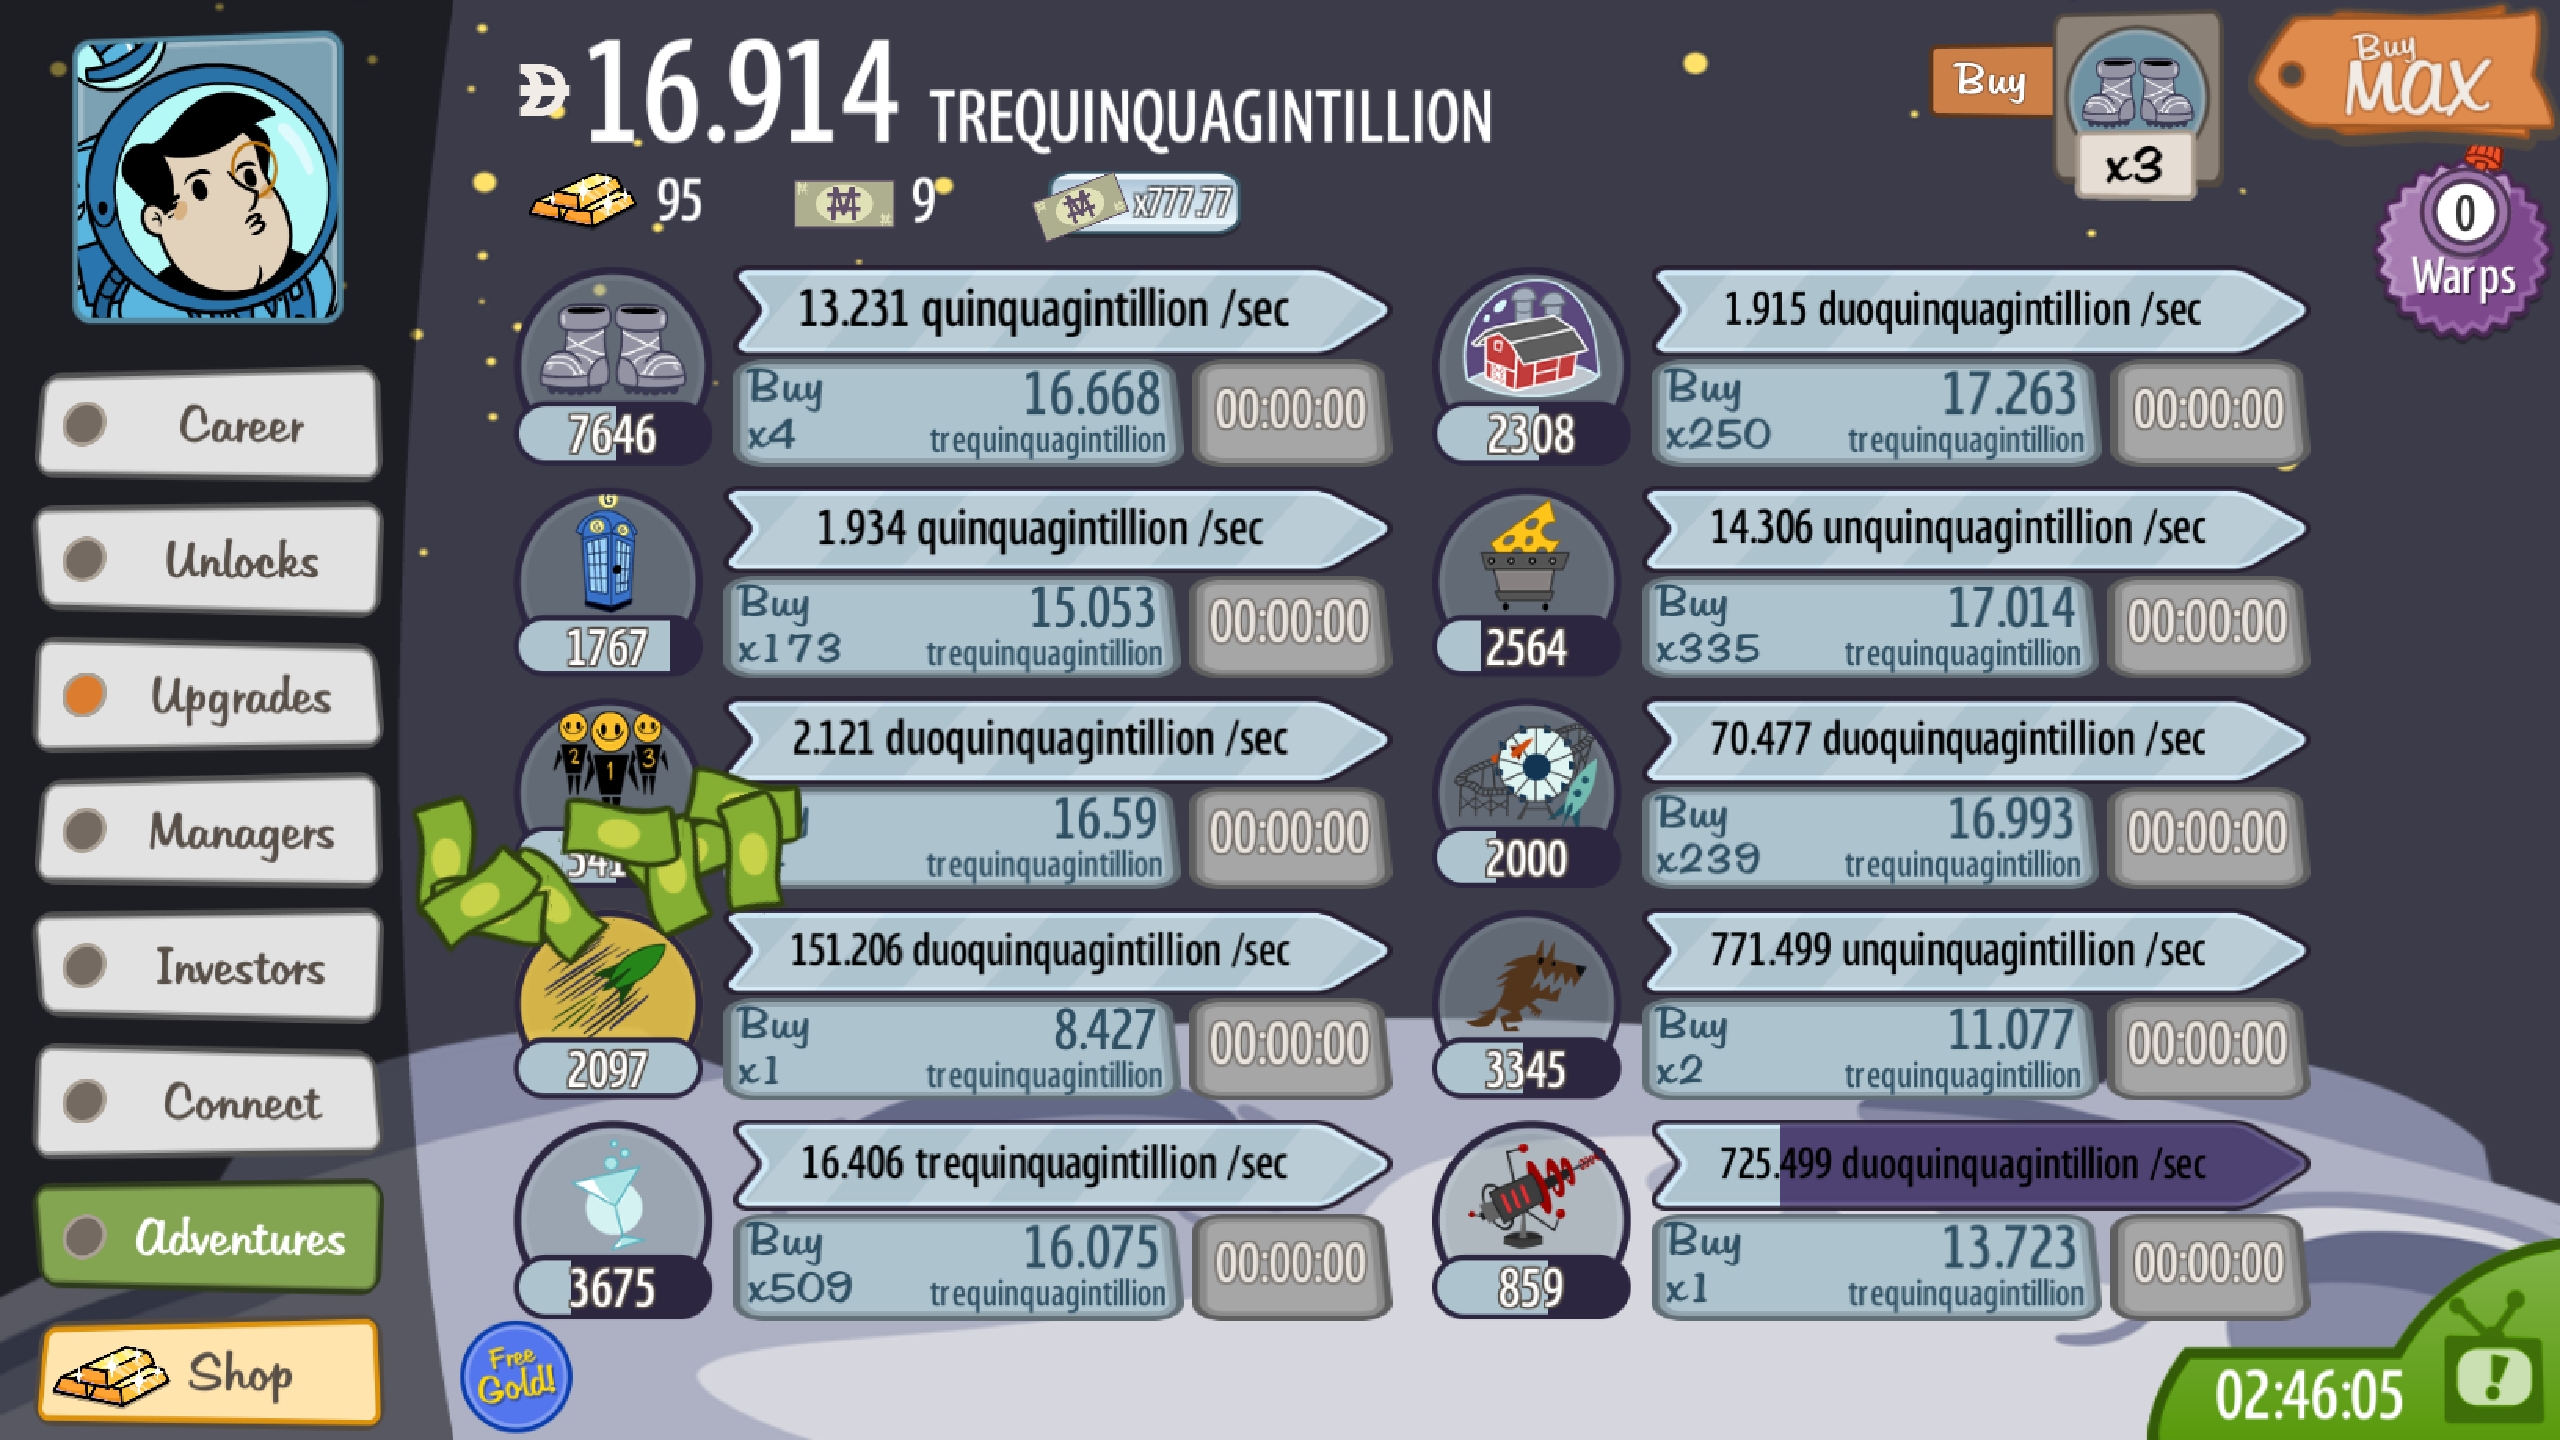 16.914 TREQUINQUAGINTILLION
95
9
x777.77
Buy
x3
Buy
MAX
0
Warps
Career
Unlocks
Upgrades
Managers
Investors
Connect
Adventures
Shop
13.231 quinquagintillion /sec
7646
Buy 16.668
x4 trequinquagintillion
00:00:00
1.915 duoquinquagintillion /sec
2308
Buy 17.263
x250 trequinquagintillion
00:00:00
G
G G
1.934 quinquagintillion /sec
1767
Buy 15.053
x173 trequinquagintillion
00:00:00
14.306 unquinquagintillion /sec
2564
Buy 17.014
x335 trequinquagintillion
00:00:00
2 1 3
2.121 duoquinquagintillion /sec
16.59
trequinquagintillion
00:00:00
70.477 duoquinquagintillion /sec
2000
Buy 16.993
x239 trequinquagintillion
00:00:00
151.206 duoquinquagintillion /sec
2097
Buy 8.427
x1 trequinquagintillion
00:00:00
771.499 unquinquagintillion /sec
3345
Buy 11.077
x2 trequinquagintillion
00:00:00
16.406 trequinquagintillion /sec
3675
Buy 16.075
x509 trequinquagintillion
00:00:00
725.499 duoquinquagintillion /sec
859
Buy 13.723
x1 trequinquagintillion
00:00:00
Free
Gold!
02:46:05
!